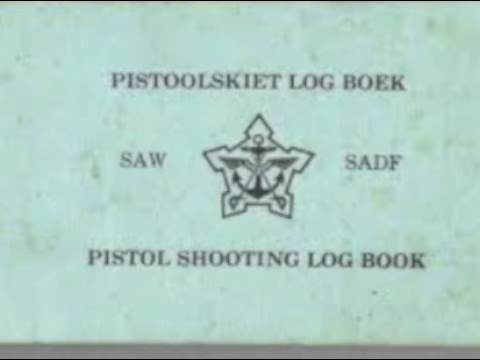 PISTOOLSKIET LOG BOEK
SAW SADF
PISTOL SHOOTING LOG BOOK